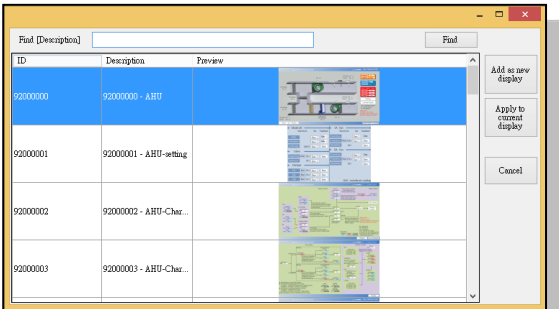 Find [Description]
Find
ID Description Preview
92000000 92000000 - AHU
92000001 92000001 - AHU-setting
92000002 92000002 - AHU-Char...
92000003 92000003 - AHU-Char...
Add as new
display
Apply to
current
display
Cancel